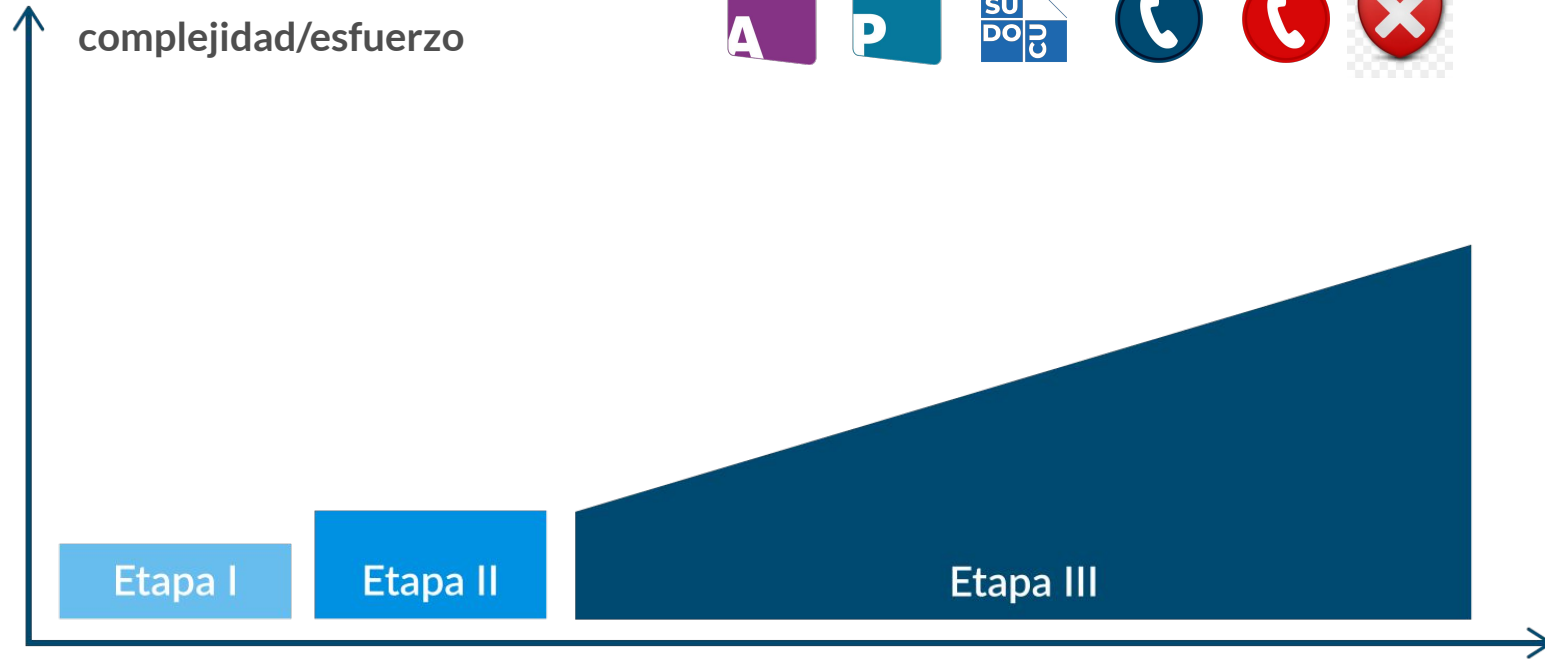 complejidad/esfuerzo
A
P
SU
DO
CU
Etapa I
Etapa II
Etapa III